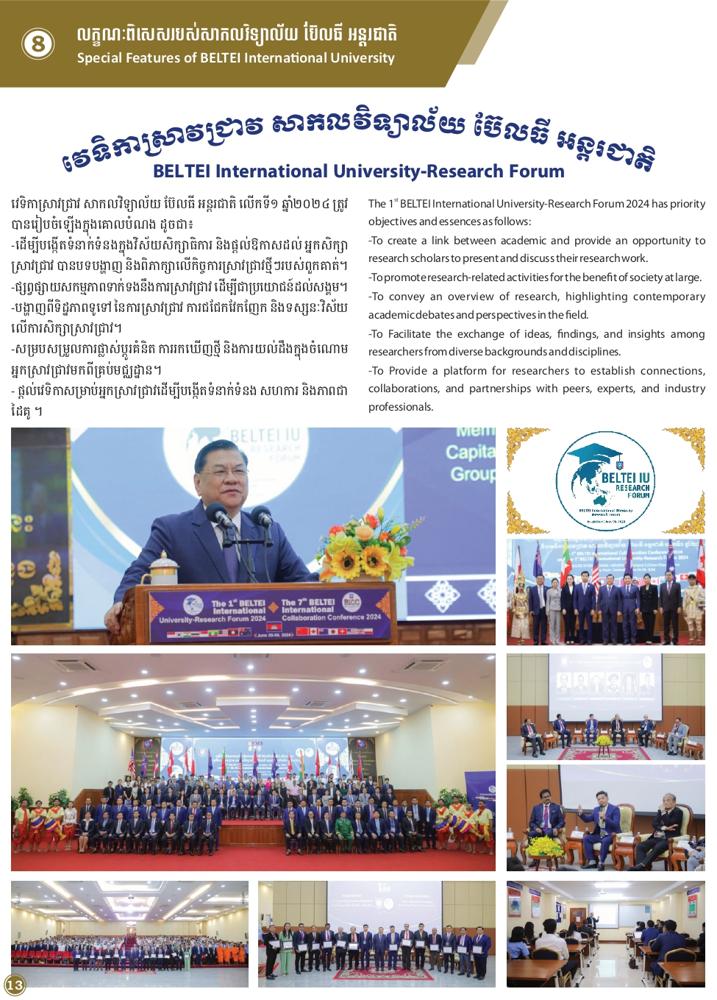 8
លក្ខណៈពិសេសរបស់សាកលវិទ្យាល័យ ប៊ែលធី អន្តរជាតិ
Special Features of BELTEI International University
វេទិកាស្រាវជ្រាវ សាកលវិទ្យាល័យ ប៊ែលធី អន្តរជាតិ
BELTEI International University-Research Forum
វេទិកាស្រាវជ្រាវ សាកលវិទ្យាល័យ ប៊ែលធី អន្តរជាតិ លើកទី១ ឆ្នាំ២០២៤ ត្រូវ
បានរៀបចំឡើងក្នុងគោលបំណង ដូចជា៖
-ដើម្បីបង្កើតទំនាក់ទំនងក្នុងវិស័យសិក្សាធិការ និងផ្តល់ឱកាសដល់ អ្នកសិក្សា
ស្រាវជ្រាវ បានបទបង្ហាញ និងពិភាក្សាលើកិច្ចការស្រាវជ្រាវថ្មីៗរបស់ពួកគាត់។
-ផ្សព្វផ្សាយសកម្មភាពទាក់ទងនឹងការស្រាវជ្រាវ ដើម្បីជាប្រយោជន៍ដល់សង្គម។
-បង្ហាញពីទិដ្ឋភាពទូទៅ នៃការស្រាវជ្រាវ ការជជែកវែកញែក និងទស្សនៈវិស័យ
លើការសិក្សាស្រាវជ្រាវ។
-សម្របសម្រួលការផ្លាស់ប្តូរគំនិត ការរកឃើញថ្មី និងការយល់ដឹងក្នុងចំណោម
អ្នកស្រាវជ្រាវមកពីគ្រប់មជ្ឈដ្ឋាន។
- ផ្តល់វេទិកាសម្រាប់អ្នកស្រាវជ្រាវដើម្បីបង្កើតទំនាក់ទំនង សហការ និងភាពជា
ដៃគូ ។
The 1st BELTEI International University-Research Forum 2024 has priority
objectives and essences as follows:
-To create a link between academic and provide an opportunity to
research scholars to present and discuss their research work.
-To promote research-related activities for the benefit of society at large.
-To convey an overview of research, highlighting contemporary
academic debates and perspectives in the field.
-To Facilitate the exchange of ideas, findings, and insights among
researchers from diverse backgrounds and disciplines.
-To Provide a platform for researchers to establish connections,
collaborations, and partnerships with peers, experts, and industry
professionals.
BELTEI IU
RESEARCH
FORUM
Capital
Group
The 1st BELTEI
International
University-Research Forum 2024
The 7th BELTEI
International
Collaboration Conference 2024
BELTEI IU
RESEARCH
FORUM
13